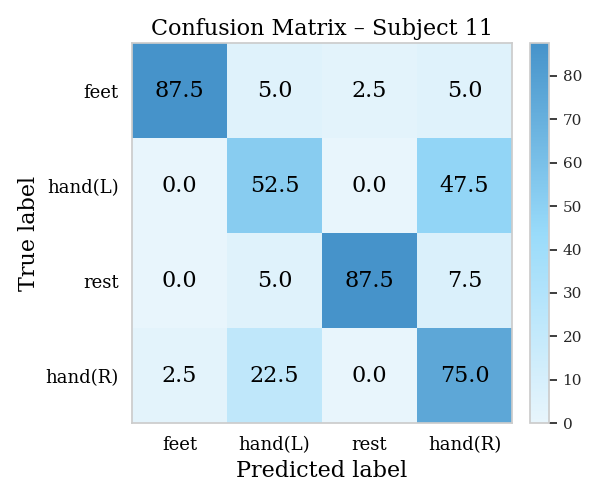 Confusion Matrix – Subject 11
feet 87.5 5.0 2.5 5.0
hand(L) 0.0 52.5 0.0 47.5
rest 0.0 5.0 87.5 7.5
hand(R) 2.5 22.5 0.0 75.0
feet hand(L) rest hand(R)
Predicted label
True label
80
70
60
50
40
30
20
10
0